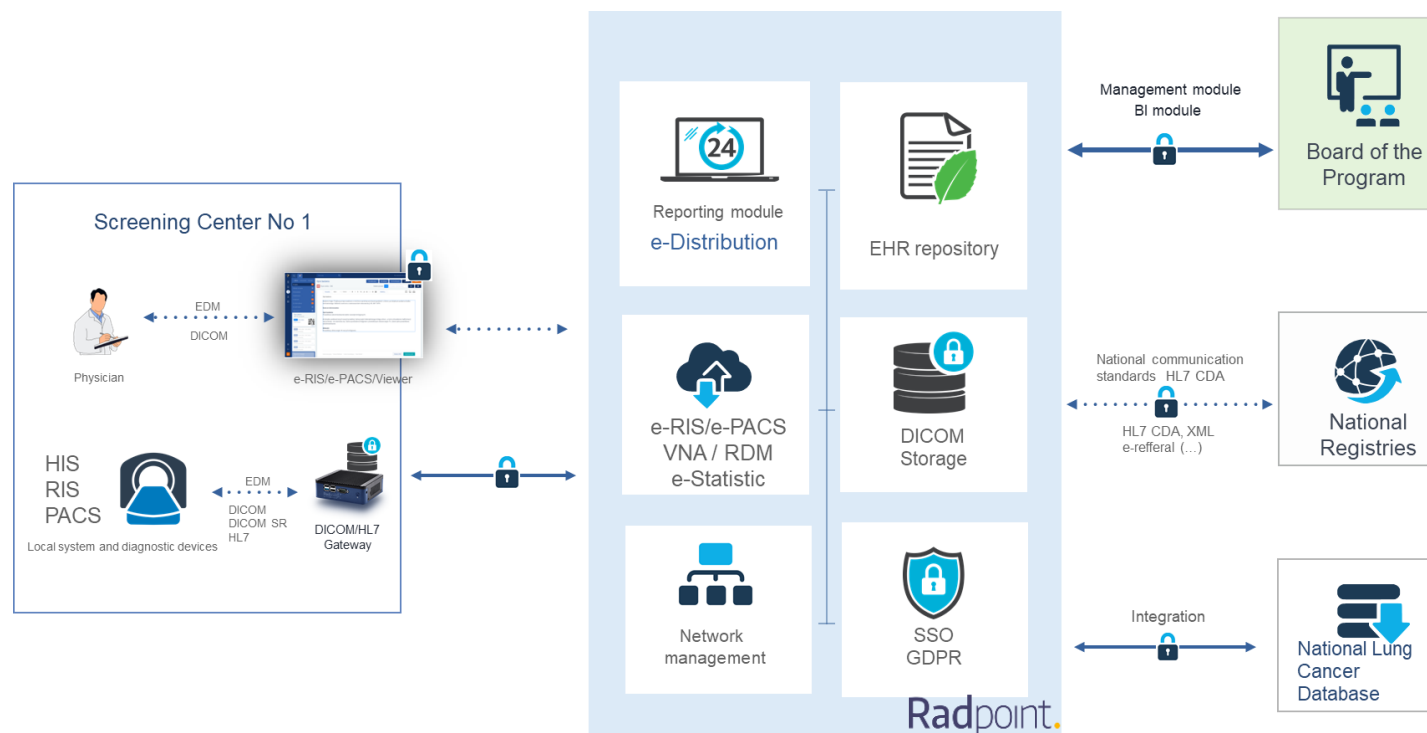 Screening Center No 1
EDM
DICOM
Physician
e-RIS/e-PACS/Viewer
HIS
RIS
PACS
EDM
DICOM
DICOM SR
HL7
Local system and diagnostic devices
DICOM/HL7
Gateway
24
Reporting module
e-Distribution
EHR repository
e-RIS/e-PACS
VNA / RDM
e-Statistic
DICOM
Storage
Network
management
SSO
GDPR
Radpoint.
Management module
BI module
Board of the
Program
National communication
standards HL7 CDA
HL7 CDA, XML
e-refferal (...)
National
Registries
Integration
National Lung
Cancer
Database